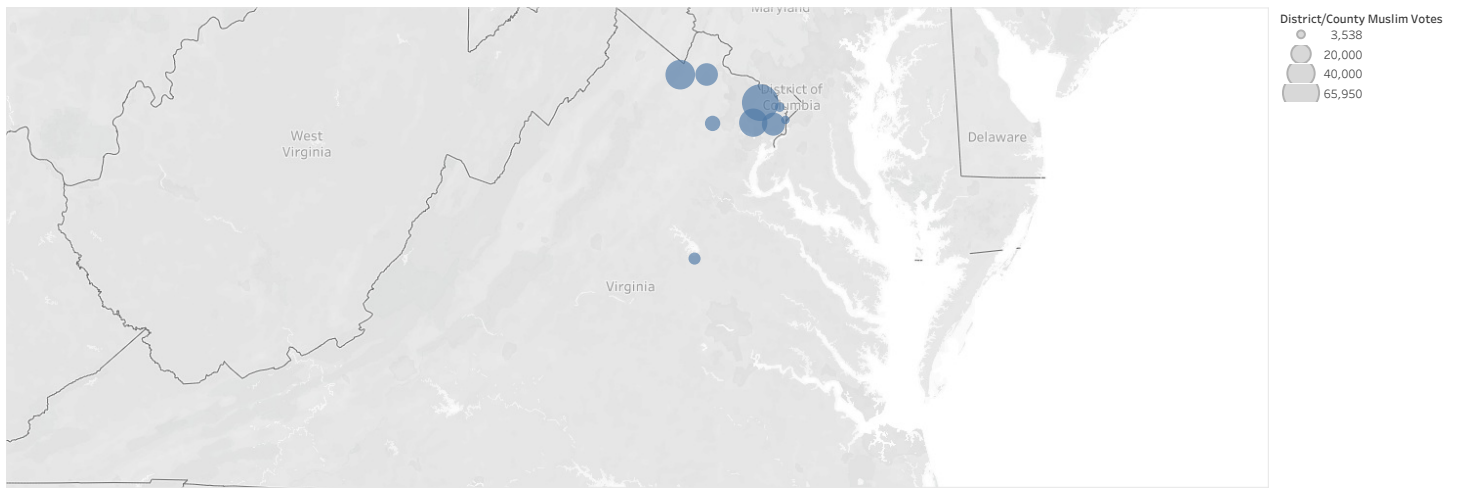 Maryland
District of
Columbia
West
Virginia
Delaware
Virginia
District/County Muslim Votes
3,538
20,000
40,000
65,950